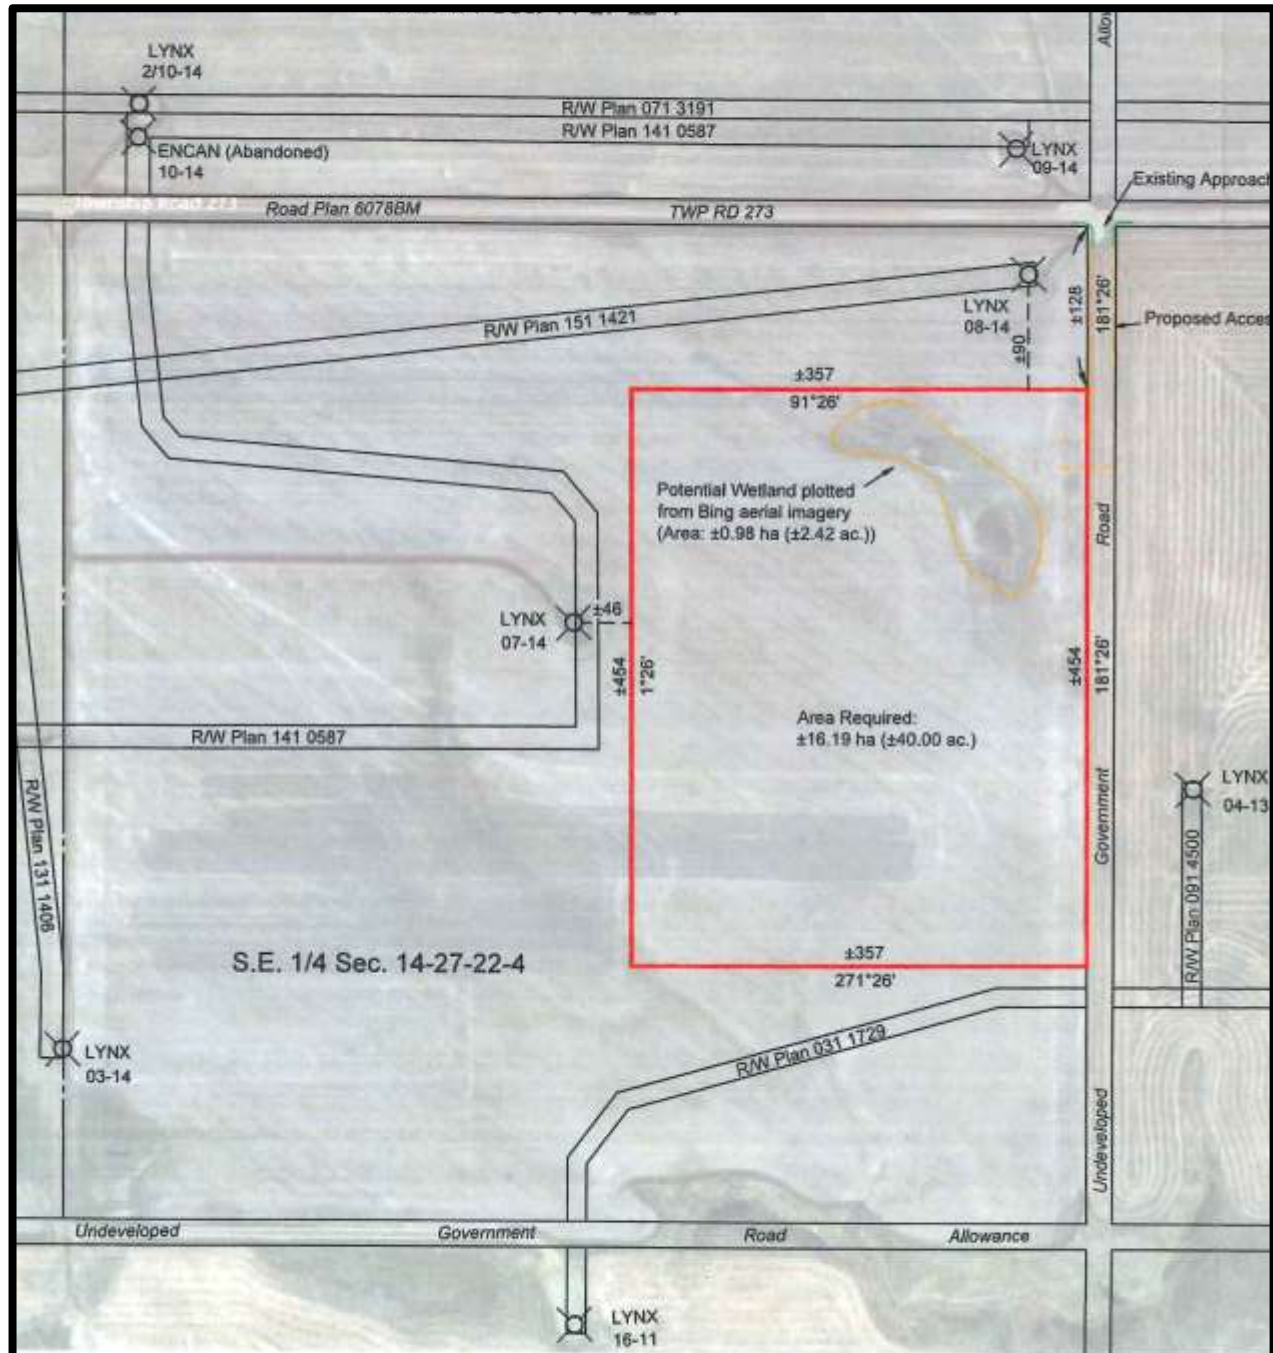 LYNX
2/10-14
R/W Plan 071 3191
R/W Plan 141 0587
ENCAN (Abandoned)
10-14
LYNX
09-14
Existing Approach
Road Plan 6078BM
TWP RD 273
LYNX
08-14
R/W Plan 151 1421
±90
±128
181°26'
Proposed Acces
±357
91°26'
Potential Wetland plotted
from Bing aerial imagery
(Area: ±0.98 ha (±2.42 ac.))
Road
LYNX
07-14
±46
±454
1°26'
±454
181°26'
Area Required:
±16.19 ha (±40.00 ac.)
R/W Plan 141 0587
R/W Plan 131 1406
Government
LYNX
04-13
R/W Plan 091 4500
S.E. 1/4 Sec. 14-27-22-4
±357
271°26'
R/W Plan 031 1729
LYNX
03-14
Undeveloped
Undeveloped Government Road Allowance
LYNX
16-11